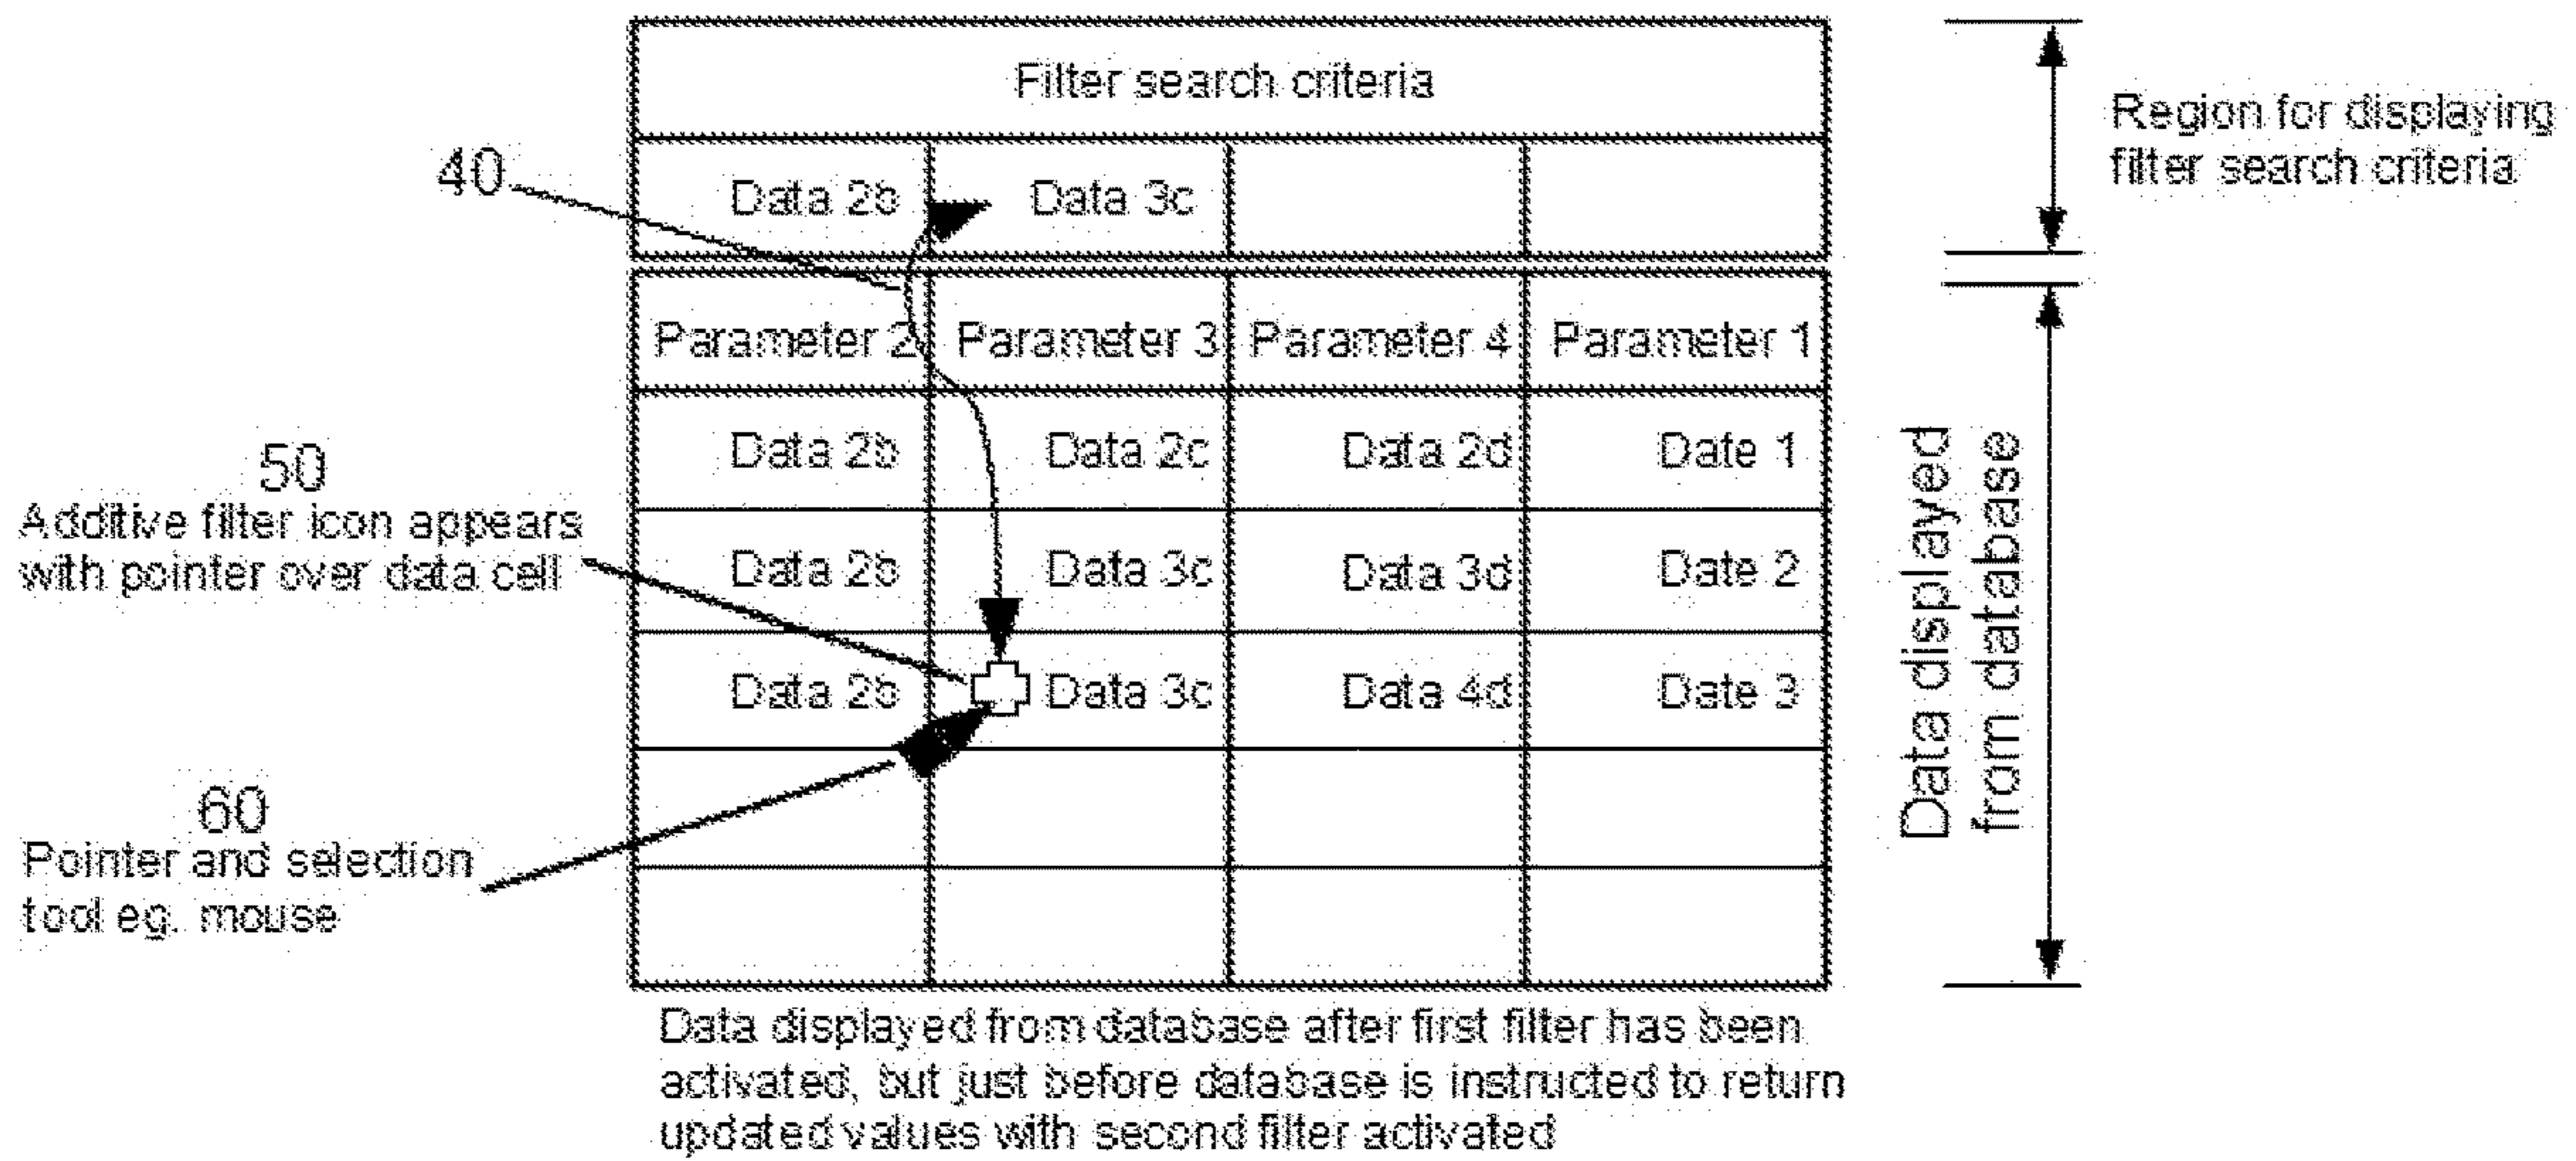 Filter search criteria
Region for displaying
filter search criteria
40
Data 2b Data 3c
Parameter 2 Parameter 3 Parameter 4 Parameter 1
Data 2b Data 2c Data 2d Date 1
50
Additive filter icon appears
with pointer over data cell
Data 2b Data 3c Data 3d Date 2
Data 2b Data 3c Data 4d Date 3
Data displayed
from database
60
Pointer and selection
tool eg. mouse
Data displayed from database after first filter has been
activated, but just before database is instructed to return
updated values with second filter activated